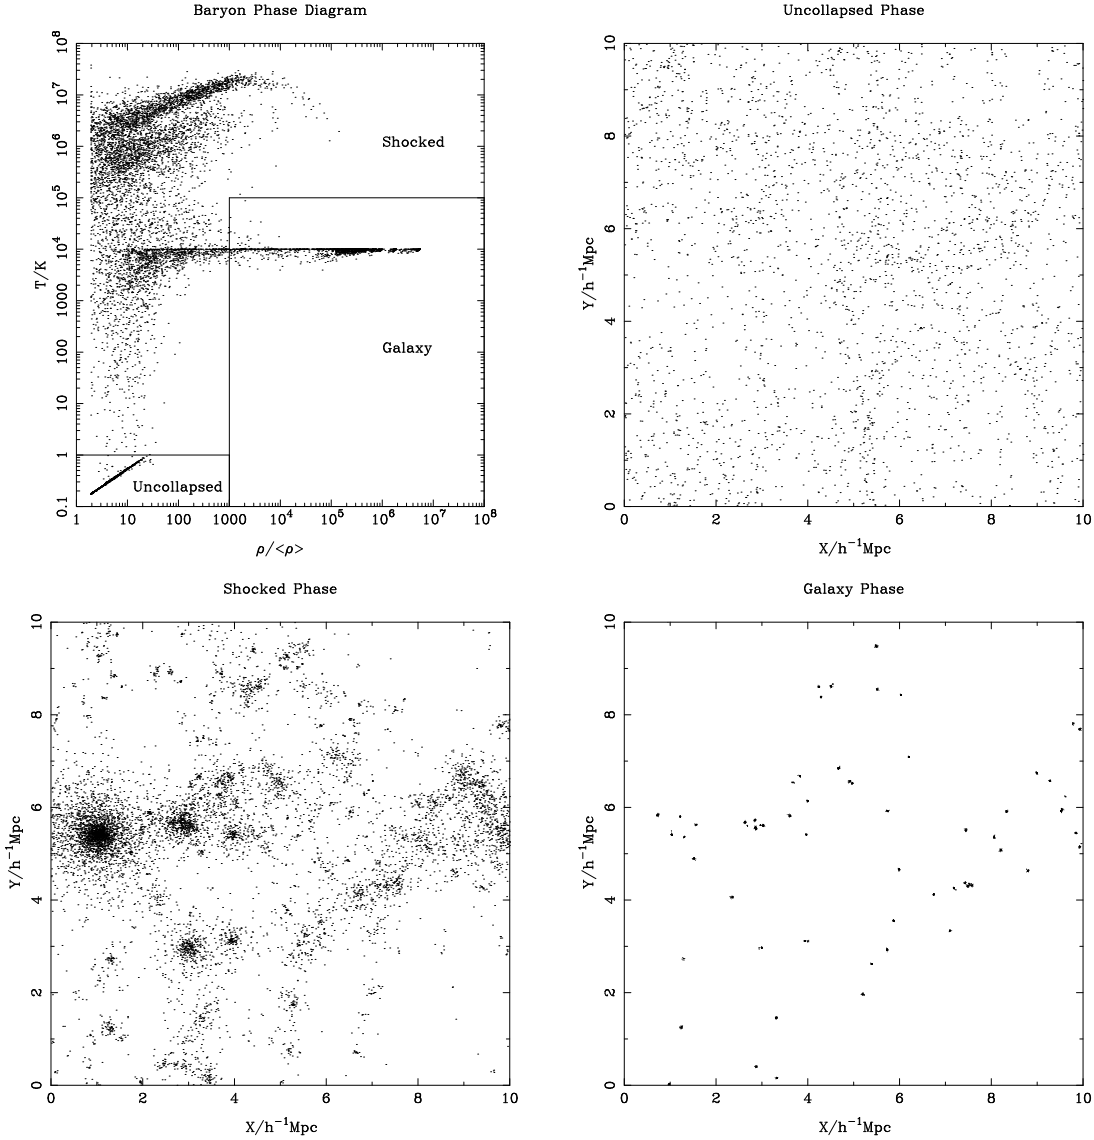 Baryon Phase Diagram
Uncollapsed Phase
T/K
10^8
10^7
10^6
10^5
10^4
1000
100
10
1
0.1
Shocked
Galaxy
Uncollapsed
1 10 100 1000 10^4 10^5 10^6 10^7 10^8
ρ/<ρ>
Y/h^-1Mpc
10
8
6
4
2
0
0 2 4 6 8 10
X/h^-1Mpc
Shocked Phase
Galaxy Phase
Y/h^-1Mpc
10
8
6
4
2
0
0 2 4 6 8 10
X/h^-1Mpc
Y/h^-1Mpc
10
8
6
4
2
0
0 2 4 6 8 10
X/h^-1Mpc